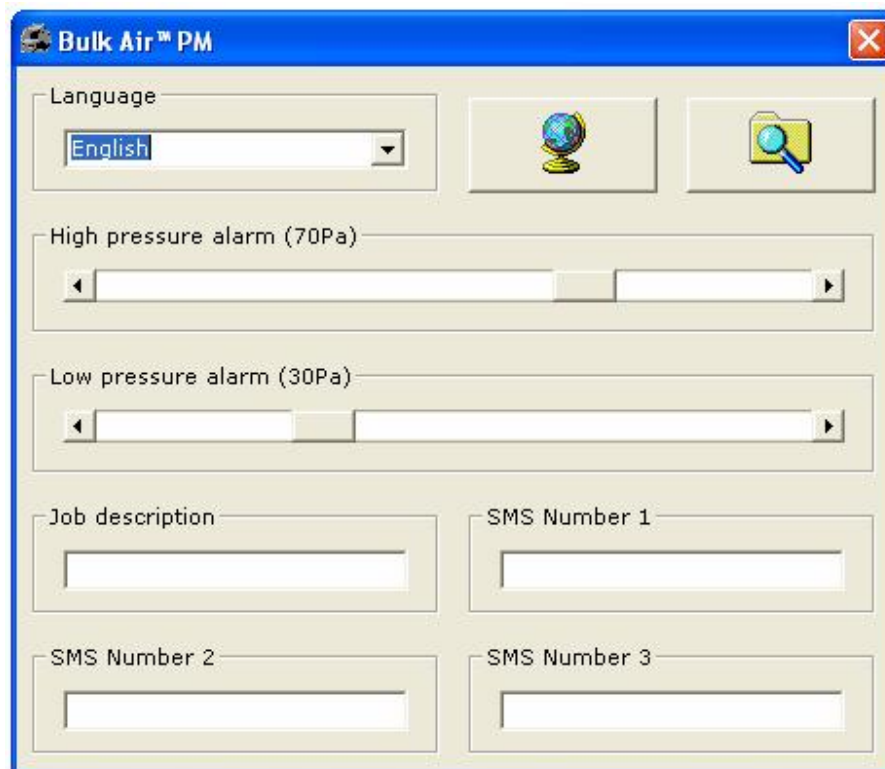 Bulk Air™ PM
Language
English
High pressure alarm (70Pa)
Low pressure alarm (30Pa)
Job description
SMS Number 1
SMS Number 2
SMS Number 3